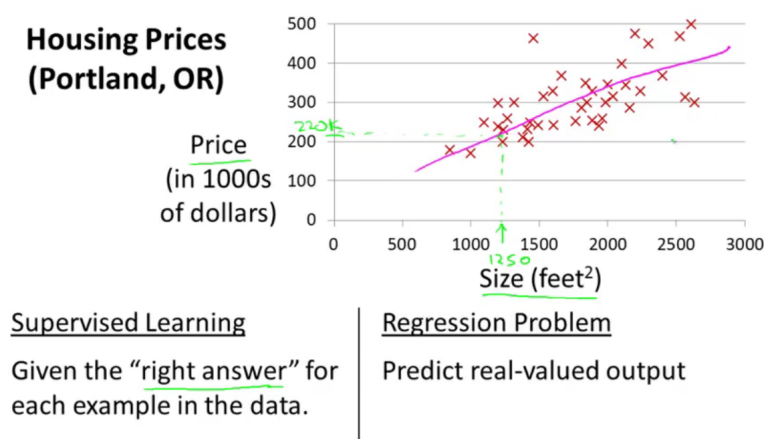 Housing Prices
(Portland, OR)
Price
(in 1000s
of dollars)
500
400
300
220K
200
100
0
0 500 1000 1500 2000 2500 3000
1250
Size (feet²)
Supervised Learning
Given the “right answer” for
each example in the data.
Regression Problem
Predict real-valued output